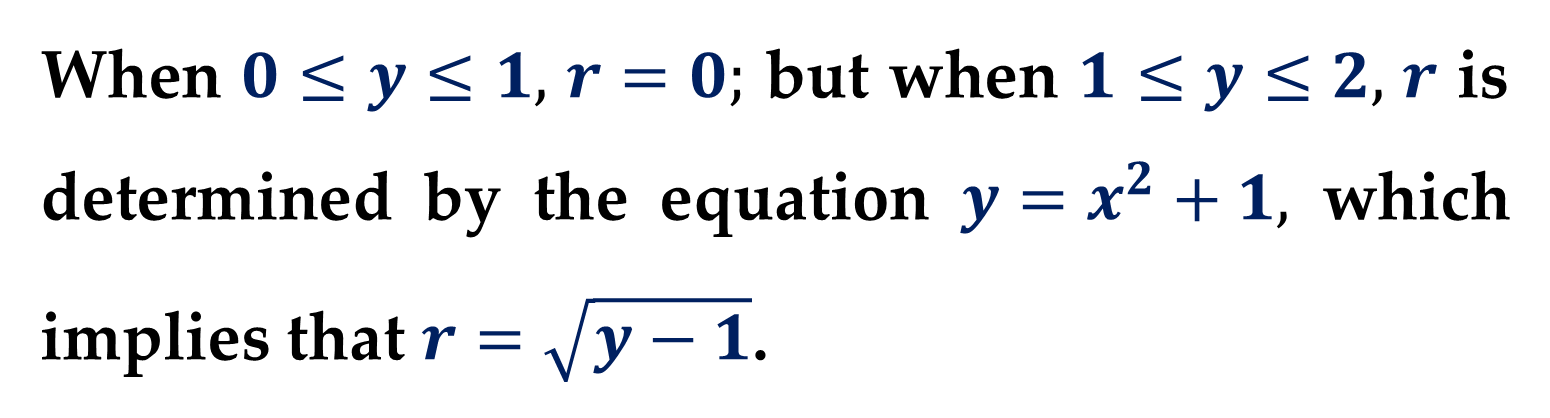 When 0 ≤ y ≤ 1, r = 0; but when 1 ≤ y ≤ 2, r is
determined by the equation y = x² + 1, which
implies that r = √(y − 1).